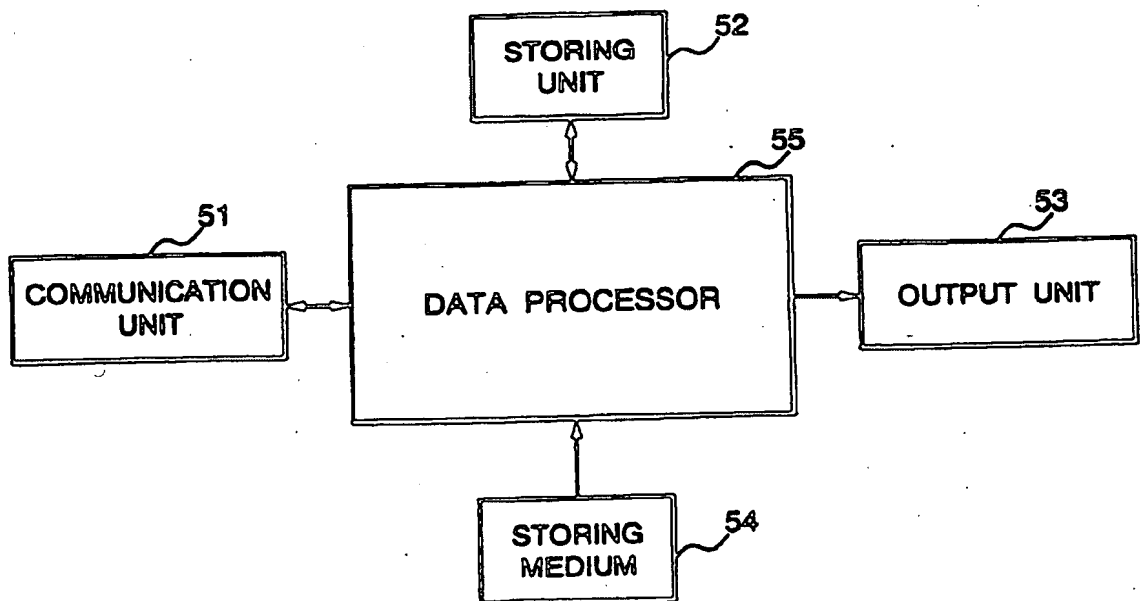 52
STORING
UNIT
55
51
53
COMMUNICATION
UNIT
DATA PROCESSOR
OUTPUT UNIT
54
STORING
MEDIUM